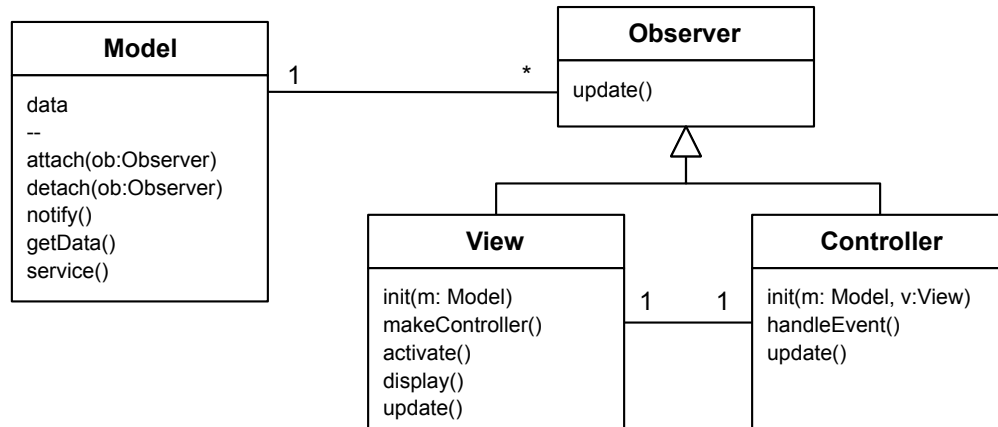 Model
data
--
attach(ob:Observer)
detach(ob:Observer)
notify()
getData()
service()
1
*
Observer
update()
View
init(m: Model)
makeController()
activate()
display()
update()
1
1
Controller
init(m: Model, v:View)
handleEvent()
update()